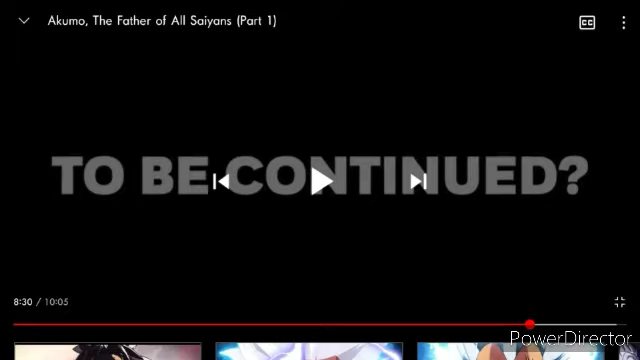 Akumo, The Father of All Saiyans (Part 1)
CC
TO BE CONTINUED?
8:30 / 10:05
PowerDirector